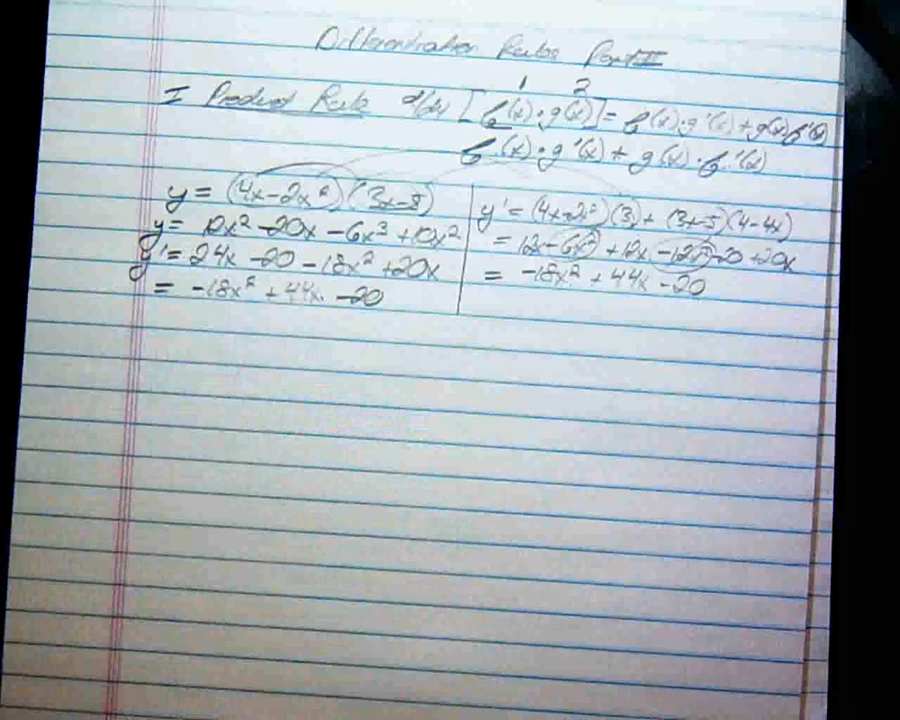 Differentiation Rules Part II
1 2
I Product Rule d/dx [f(x)·g(x)] = f(x)·g'(x) + g(x)f'(x)
f(x)·g'(x) + g(x)·f'(x)
y = (4x-2x²)(3x-5)
y = 12x² -20x -6x³ +10x²
y' = 24x -20 -18x² +20x
= -18x² + 44x -20
y' = (4x-2x²)(3) + (3x-5)(4-4x)
= 12x -6x² +12x -12x² -20 +20x
= -18x² + 44x -20